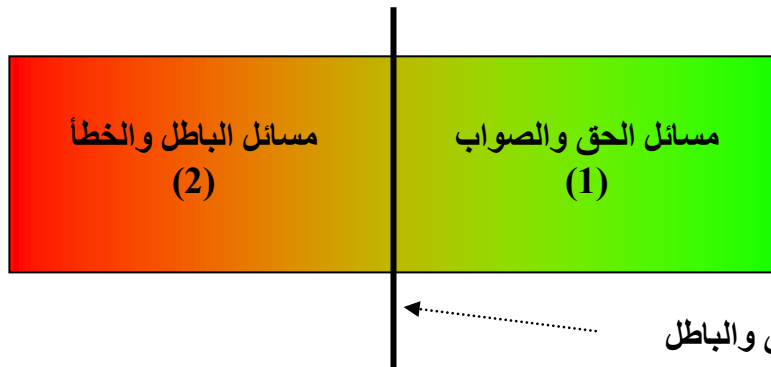 مسائل الحق والصواب
(1)
مسائل الباطل والخطأ
(2)
والباطل